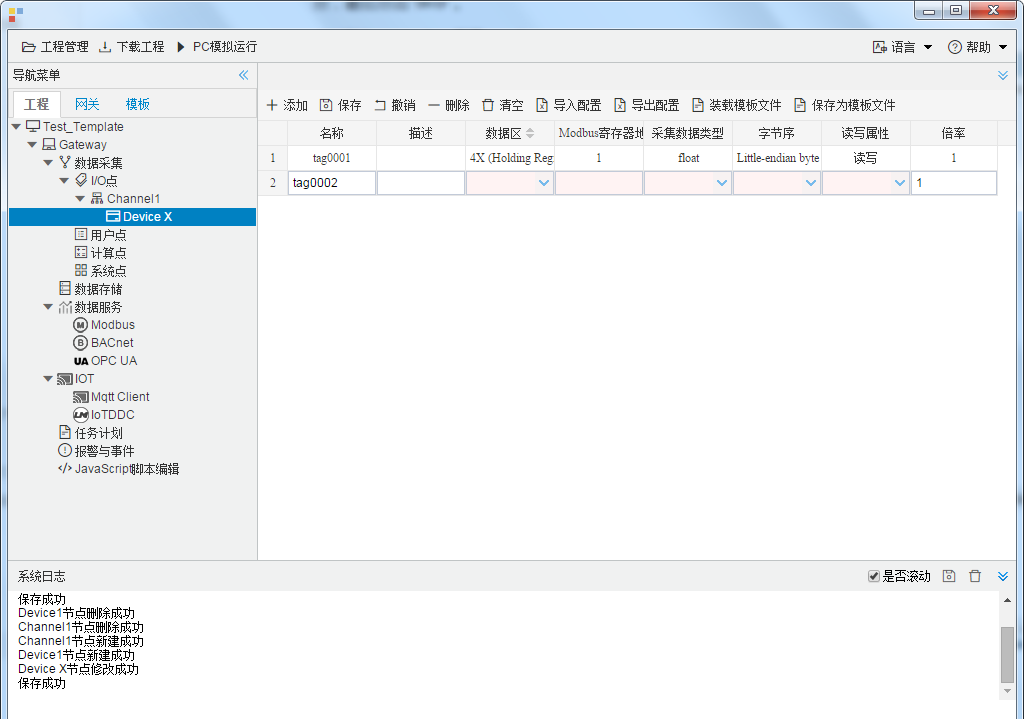 工程管理 下载工程 PC模拟运行 语言 帮助
导航菜单
工程 网关 模板
添加 保存 撤销 删除 清空 导入配置 导出配置 装载模板文件 保存为模板文件
名称 描述 数据区 Modbus寄存器地 采集数据类型 字节序 读写属性 倍率
1 tag0001 4X (Holding Reg 1 float Little-endian byte 读写 1
2 tag0002 1
Test_Template
Gateway
数据采集
I/O点
Channel1
Device X
用户点
计算点
系统点
数据存储
数据服务
M Modbus
B BACnet
UA OPC UA
IOT
Mqtt Client
IoTDDC
任务计划
报警与事件
</> JavaScript脚本编辑
系统日志 是否滚动
保存成功
Device1节点删除成功
Channel1节点删除成功
Channel1节点新建成功
Device1节点新建成功
Device X节点修改成功
保存成功